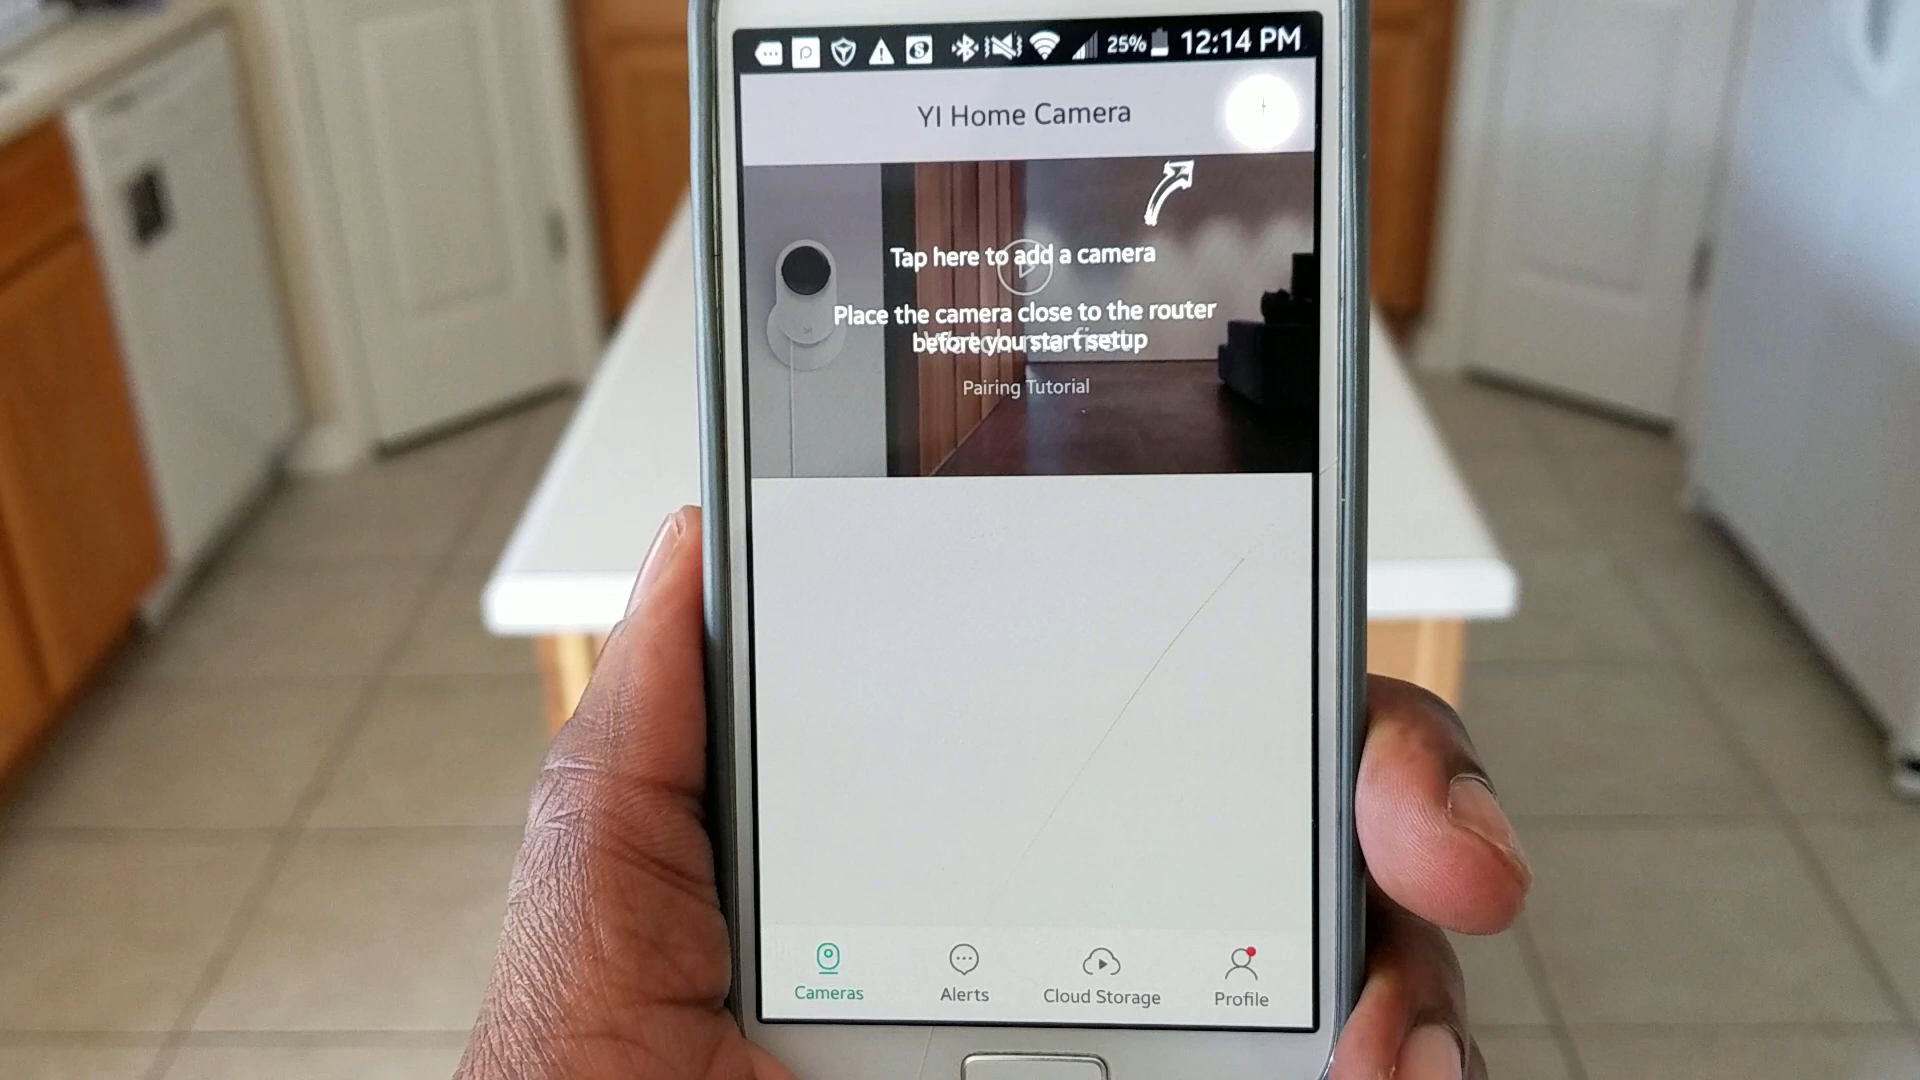 25% 12:14 PM
YI Home Camera
Tap here to add a camera
Place the camera close to the router
before you start setup
Pairing Tutorial
Cameras
Alerts
Cloud Storage
Profile